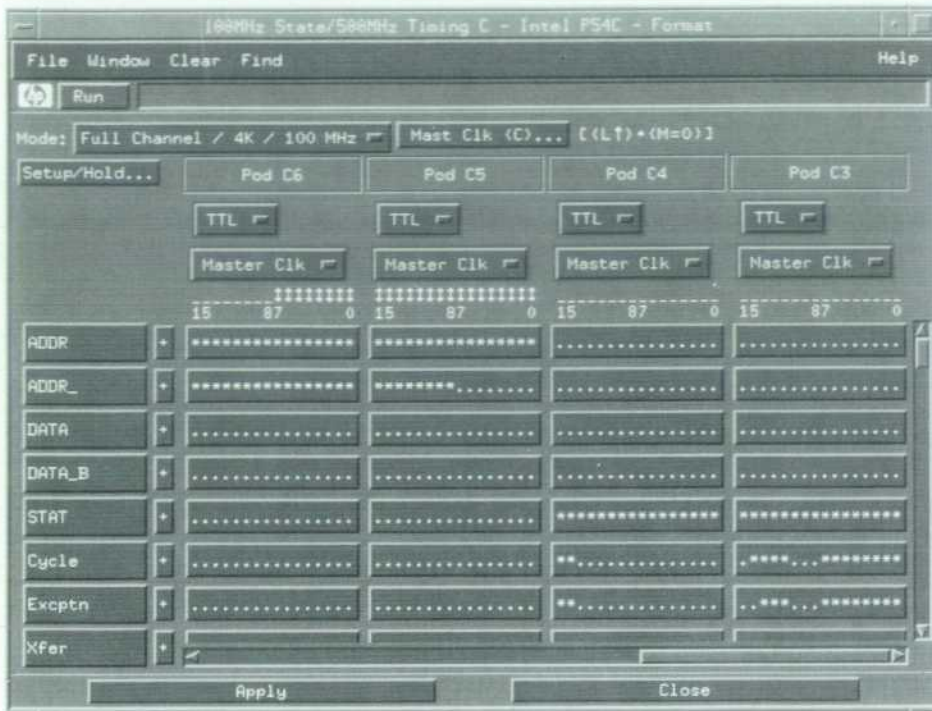 100MHz State/500MHz Timing C - Intel P54C - Format
File Window Clear Find Help
hp Run
Mode: Full Channel / 4K / 100 MHz Mast Clk (C)... [(L↑)*(M=0)]
Setup/Hold... Pod C6 Pod C5 Pod C4 Pod C3
TTL TTL TTL TTL
Master Clk Master Clk Master Clk Master Clk
--------↕↕↕↕↕↕↕↕ ↕↕↕↕↕↕↕↕↕↕↕↕↕↕↕↕ ---------------- ----------------
15 87 0 15 87 0 15 87 0 15 87 0
ADDR + **************** **************** ................ ................
ADDR_ + **************** ********........ ................ ................
DATA + ................ ................ ................ ................
DATA_B + ................ ................ ................ ................
STAT + ................ ................ **************** ****************
Cycle + ................ ................ **.............. .****...********
Excptn + ................ ................ **.............. ..***...********
Xfer +
Apply Close